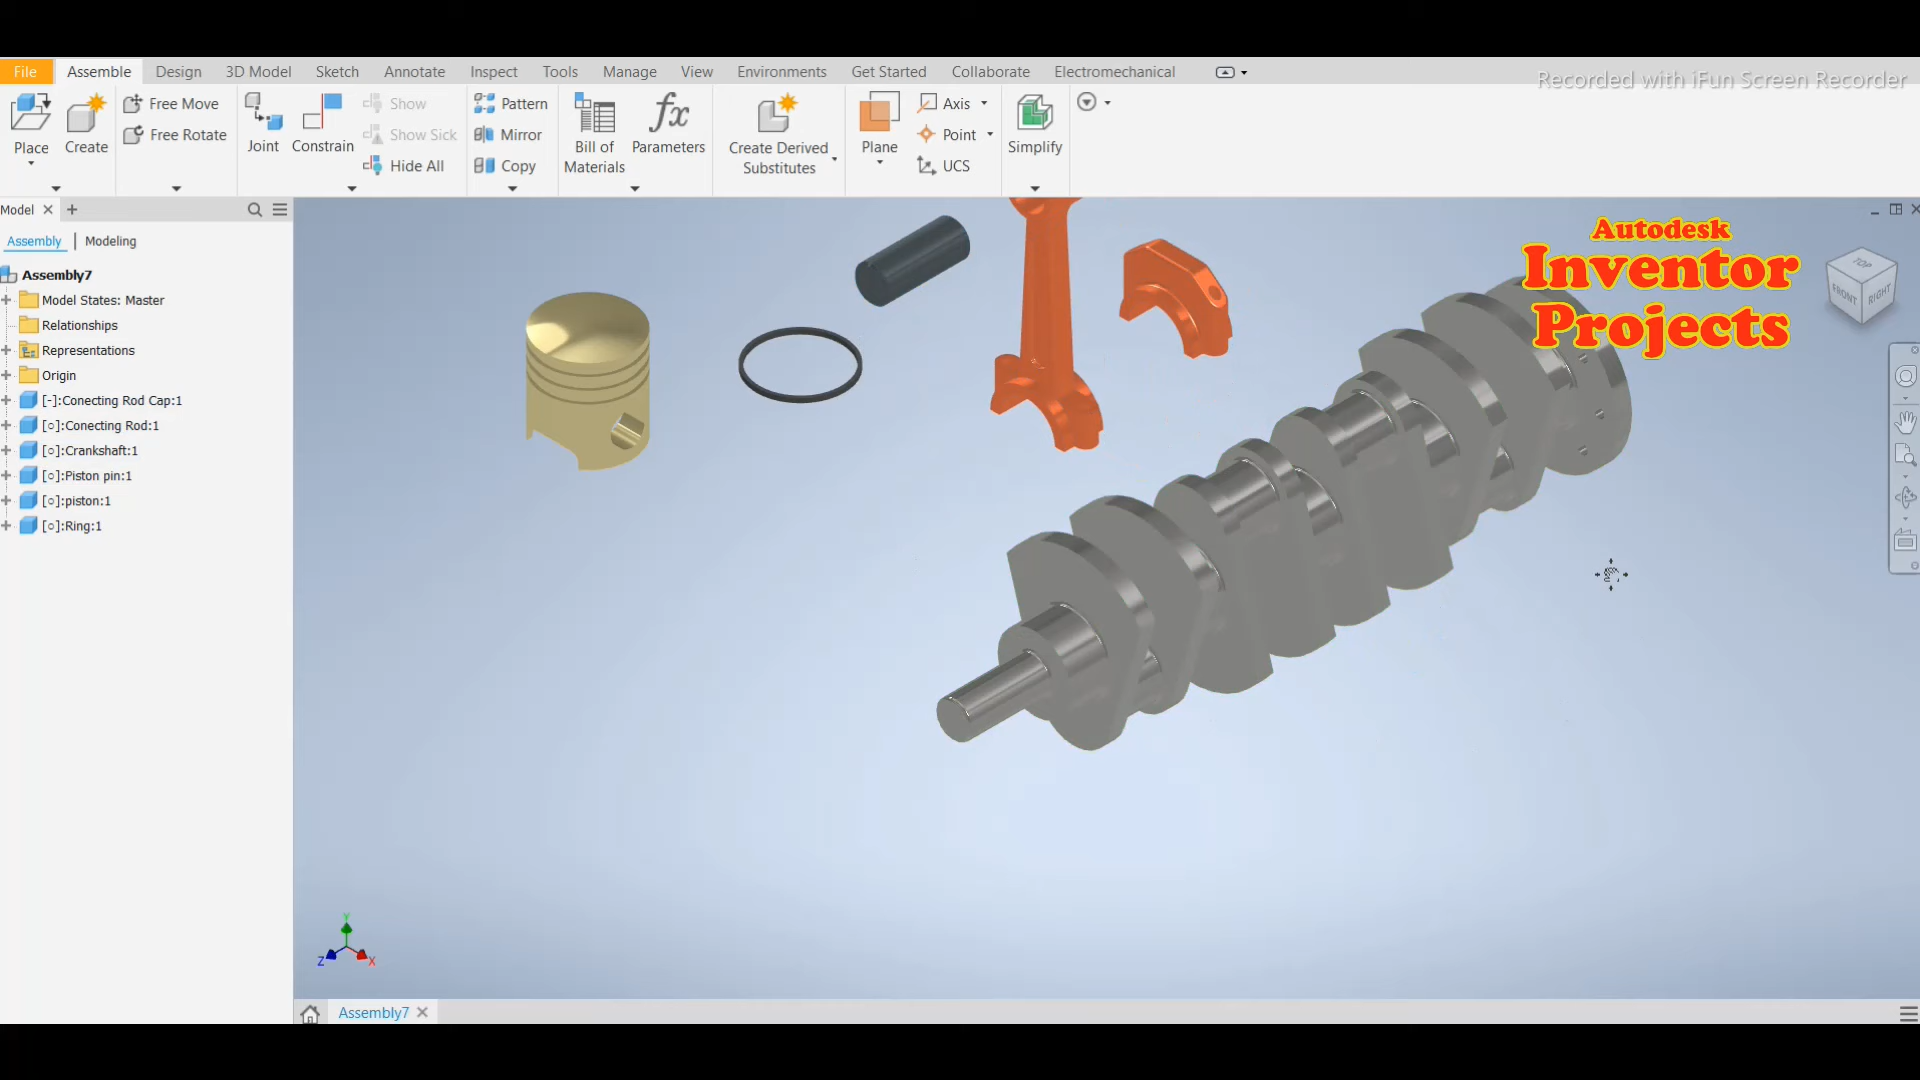 File Assemble Design 3D Model Sketch Annotate Inspect Tools Manage View Environments Get Started Collaborate Electromechanical
Recorded with iFun Screen Recorder
Place
Create
Free Move
Free Rotate
Joint
Constrain
Show
Show Sick
Hide All
Pattern
Mirror
Copy
Bill of
Materials
fx
Parameters
Create Derived
Substitutes
Plane
Axis
Point
UCS
Simplify
Model
Assembly | Modeling
Assembly7
Model States: Master
Relationships
Representations
Origin
[-]:Conecting Rod Cap:1
[○]:Conecting Rod:1
[○]:Crankshaft:1
[○]:Piston pin:1
[○]:piston:1
[○]:Ring:1
Autodesk
Inventor
Projects
TOP
FRONT
RIGHT
Y
Z
X
Assembly7